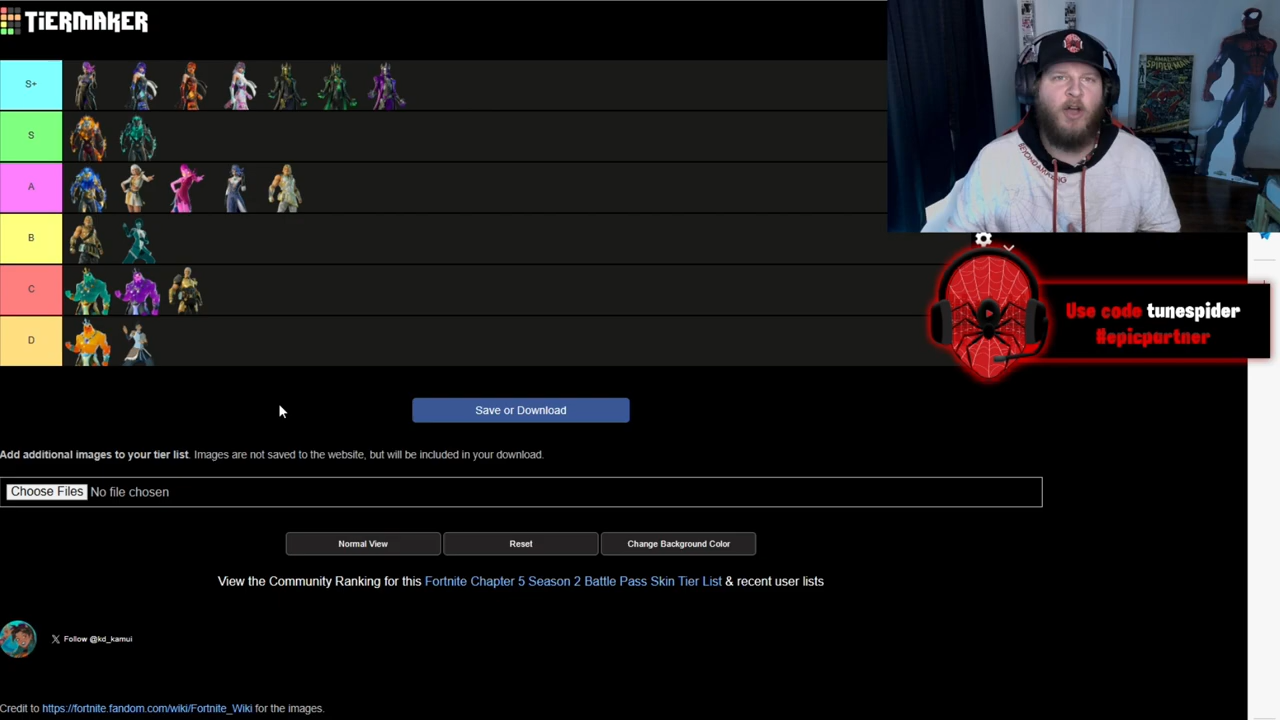 TiERMAKER
S+
S
A
B
C
D
AMAZING
SPIDER-MAN
Use code tunespider
#epicpartner
Save or Download
Add additional images to your tier list. Images are not saved to the website, but will be included in your download.
Choose Files No file chosen
Normal View
Reset
Change Background Color
View the Community Ranking for this Fortnite Chapter 5 Season 2 Battle Pass Skin Tier List & recent user lists
Follow @kd_kamui
Credit to https://fortnite.fandom.com/wiki/Fortnite_Wiki for the images.